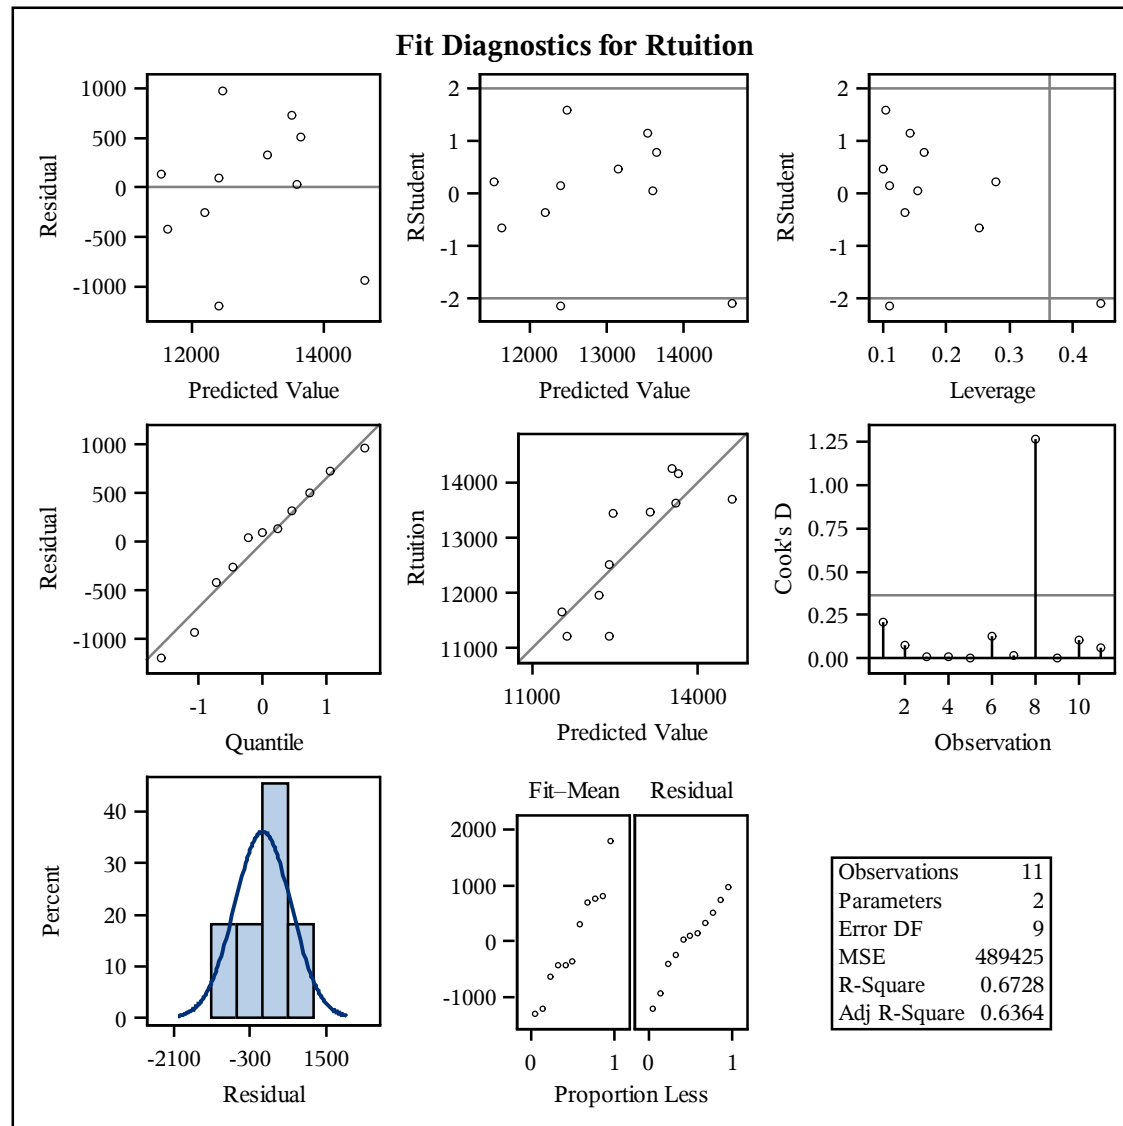 Fit Diagnostics for Rtuition
1000
500
0
-500
-1000
Residual
12000 14000
Predicted Value
2
1
0
-1
-2
RStudent
12000 13000 14000
Predicted Value
2
1
0
-1
-2
RStudent
0.1 0.2 0.3 0.4
Leverage
1000
500
0
-500
-1000
Residual
-1 0 1
Quantile
14000
13000
12000
11000
Rtuition
11000 14000
Predicted Value
1.25
1.00
0.75
0.50
0.25
0.00
Cook's D
2 4 6 8 10
Observation
40
30
20
10
0
Percent
-2100 -300 1500
Residual
Fit–Mean Residual
2000
1000
0
-1000
0 1 0 1
Proportion Less
Observations 11
Parameters 2
Error DF 9
MSE 489425
R-Square 0.6728
Adj R-Square 0.6364